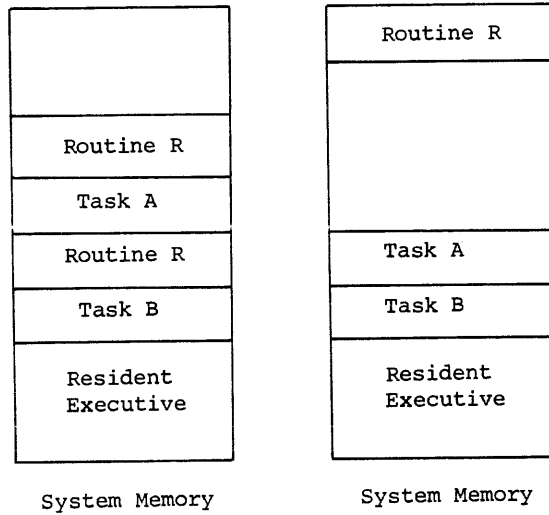 Routine R
Task A
Routine R
Task B
Resident
Executive
System Memory
Routine R
Task A
Task B
Resident
Executive
System Memory